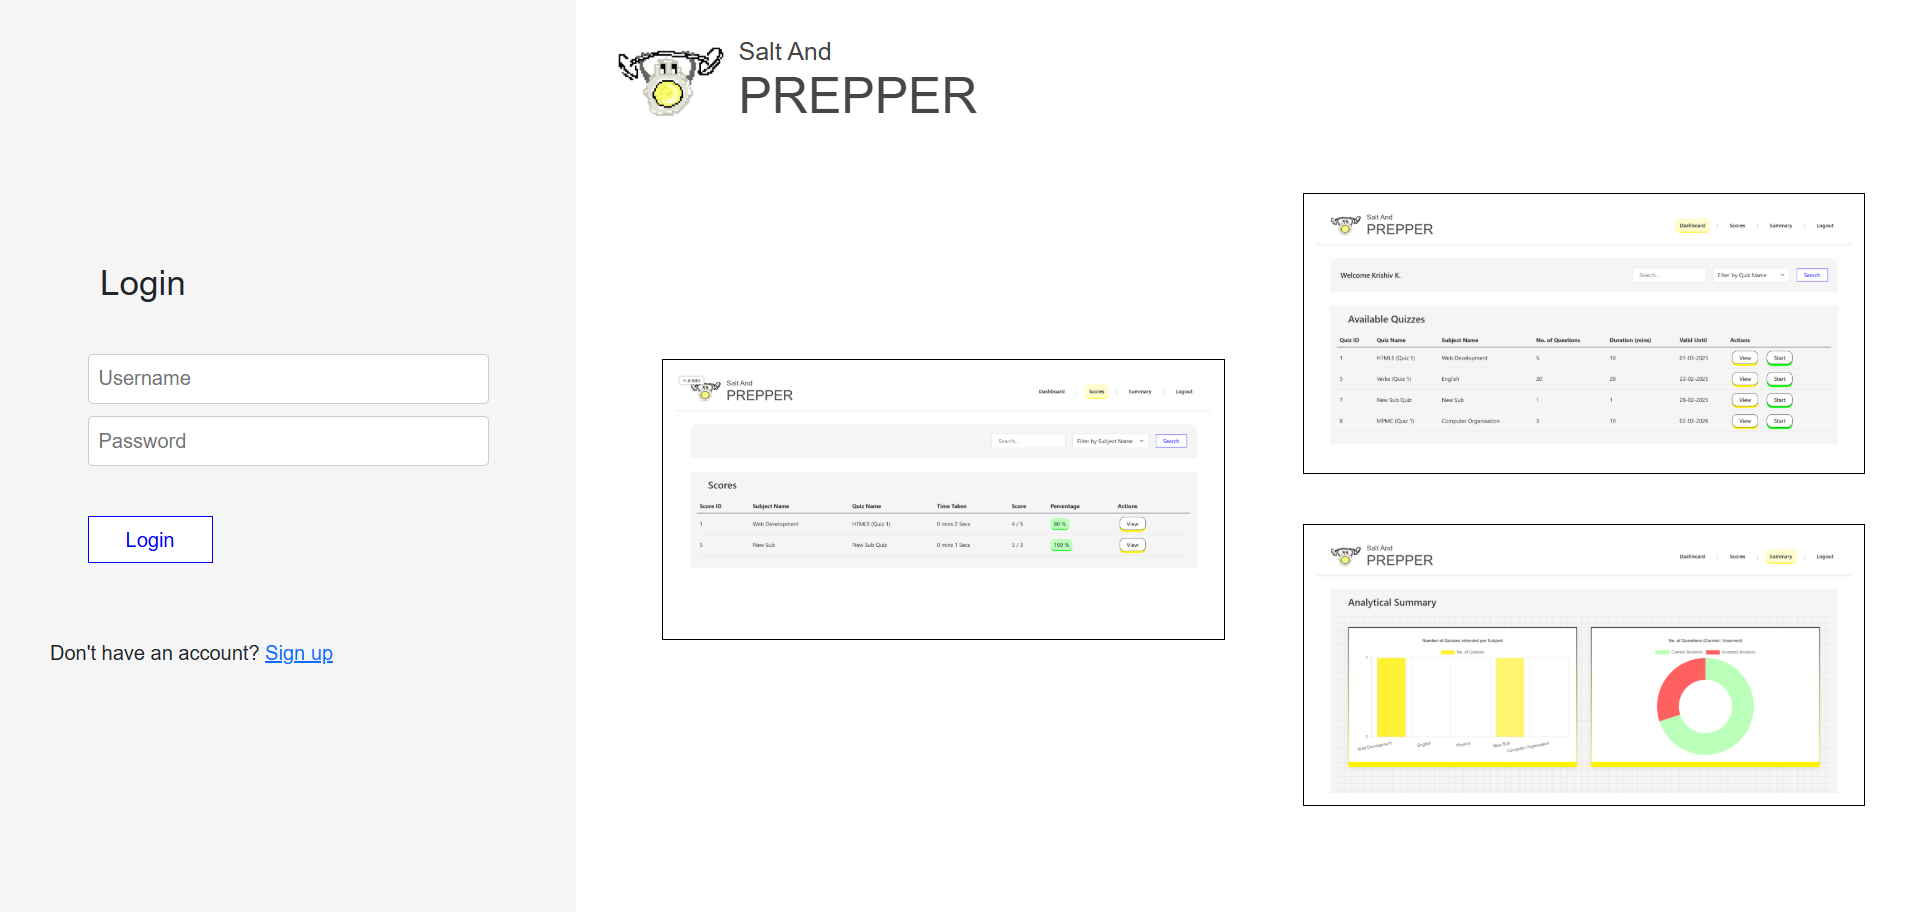 Login
Username
Password
Login
Don't have an account? Sign up
Salt And
PREPPER
< a min
Salt And
PREPPER
Dashboard | Scores | Summary | Logout
Search.. Filter by Subject Name Search
Scores
Score ID Subject Name Quiz Name Time Taken Score Percentage Actions
1 Web Development HTML5 (Quiz 1) 0 mins 2 Secs 4 / 5 80 % View
5 New Sub New Sub Quiz 0 mins 1 Secs 3 / 3 100 % View
Salt And
PREPPER
Dashboard | Scores | Summary | Logout
Welcome Krishiv K. Search.. Filter by Quiz Name Search
Available Quizzes
Quiz ID Quiz Name Subject Name No. of Questions Duration (mins) Valid Until Actions
1 HTML5 (Quiz 1) Web Development 5 10 01-03-2025 View Start
5 Verbs (Quiz 1) English 20 20 22-02-2025 View Start
7 New Sub Quiz New Sub 1 1 28-02-2025 View Start
8 MPMC (Quiz 1) Computer Organisation 3 10 02-03-2026 View Start
Salt And
PREPPER
Dashboard | Scores | Summary | Logout
Analytical Summary
Number of Quizzes attended per Subject
No. of Quizzes
1
0
Web Development English Physics New Sub Computer Organisation
No. of Questions (Correct / Incorrect)
Correct Answers Incorrect Answers